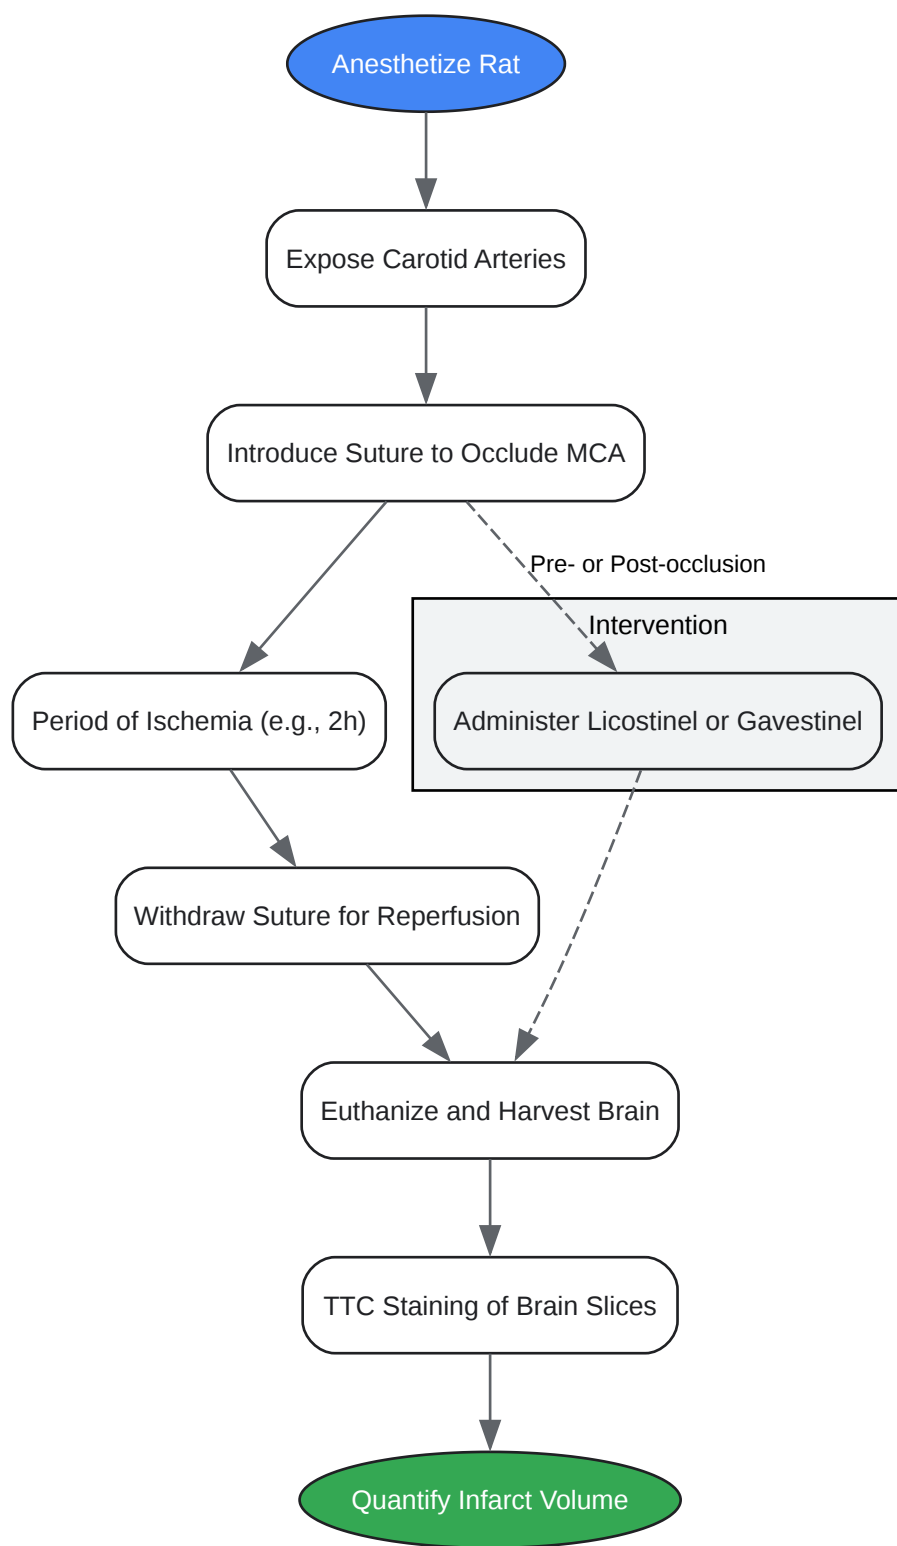 Anesthetize Rat
Expose Carotid Arteries
Introduce Suture to Occlude MCA
Pre- or Post-occlusion
Intervention
Period of Ischemia (e.g., 2h)
Administer Licostinel or Gavestinel
Withdraw Suture for Reperfusion
Euthanize and Harvest Brain
TTC Staining of Brain Slices
Quantify Infarct Volume